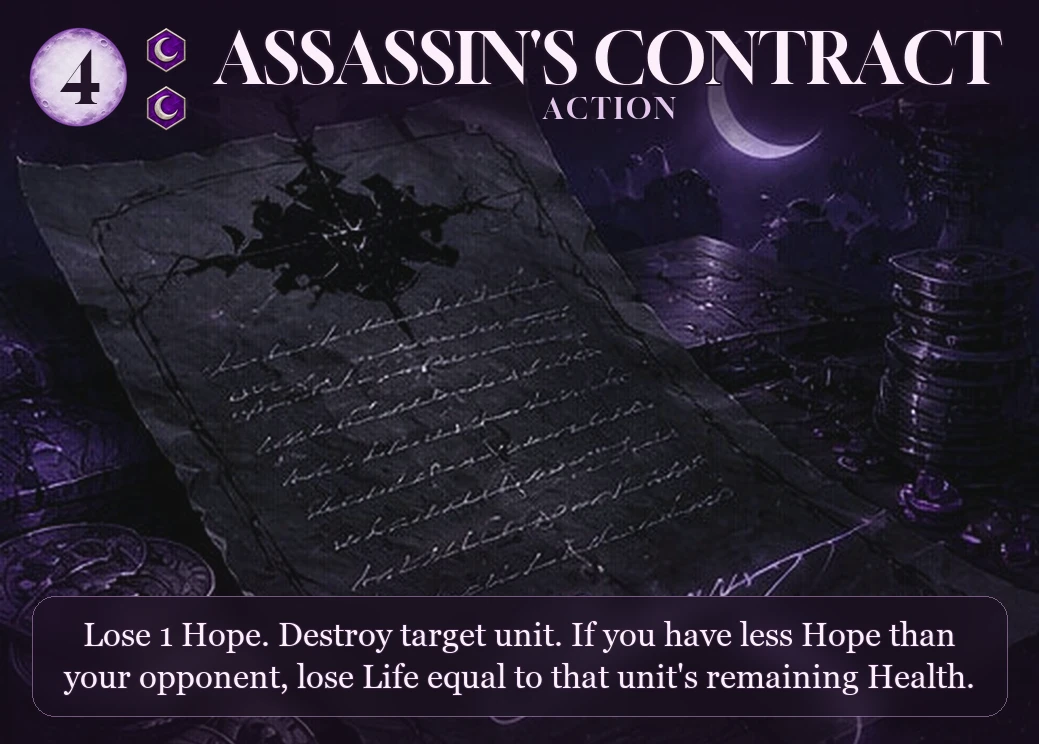 4
ASSASSIN'S CONTRACT
ACTION
Lose 1 Hope. Destroy target unit. If you have less Hope than
your opponent, lose Life equal to that unit's remaining Health.